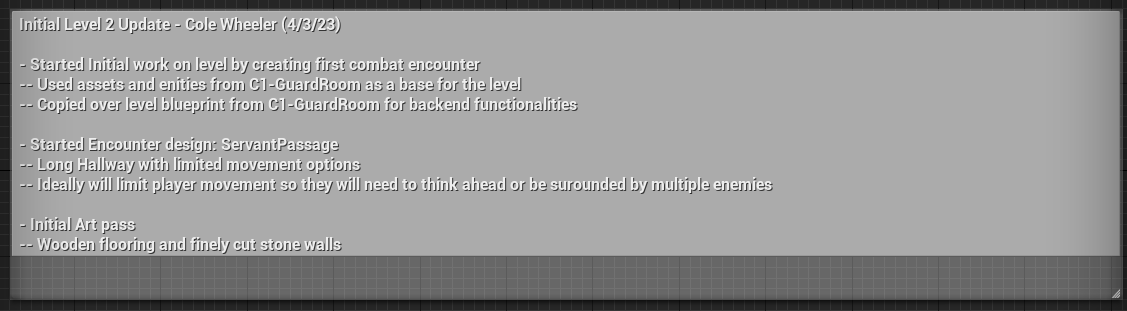 Initial Level 2 Update - Cole Wheeler (4/3/23)
- Started Initial work on level by creating first combat encounter
-- Used assets and enities from C1-GuardRoom as a base for the level
-- Copied over level blueprint from C1-GuardRoom for backend functionalities
- Started Encounter design: ServantPassage
-- Long Hallway with limited movement options
-- Ideally will limit player movement so they will need to think ahead or be surounded by multiple enemies
- Initial Art pass
-- Wooden flooring and finely cut stone walls